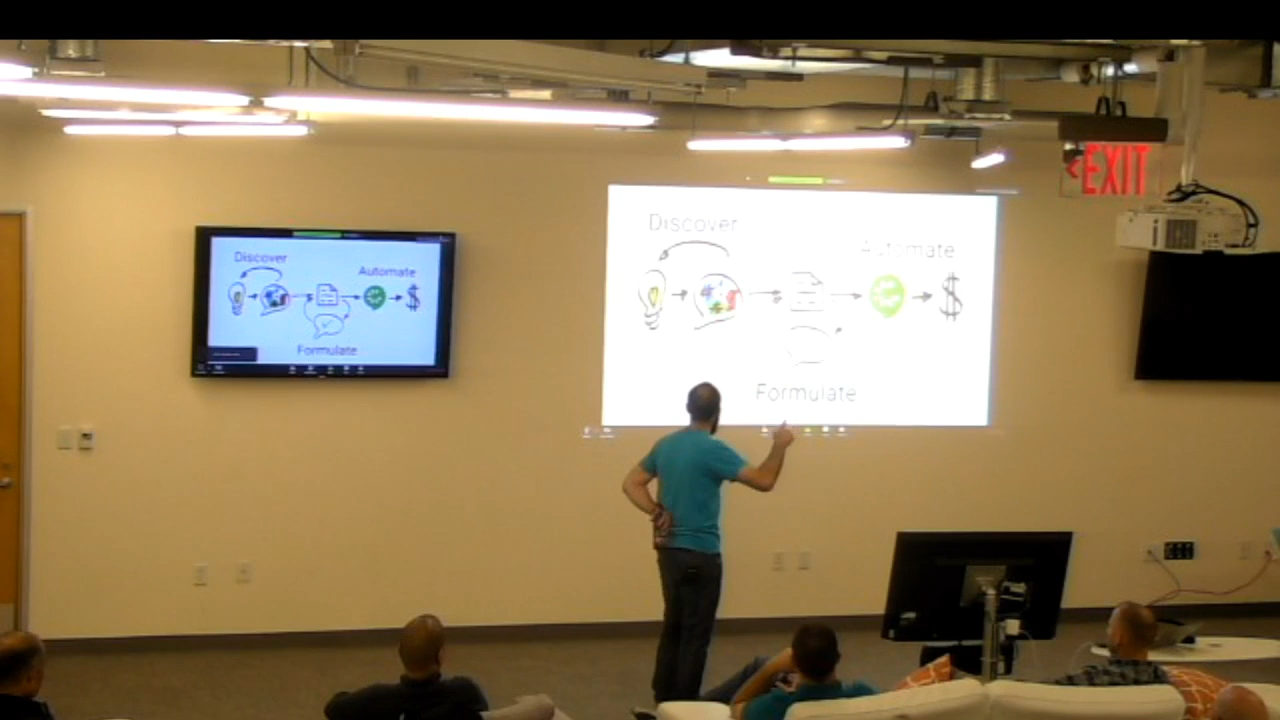 Discover
Automate
$
Formulate
Discover
Automate
$
Formulate
EXIT